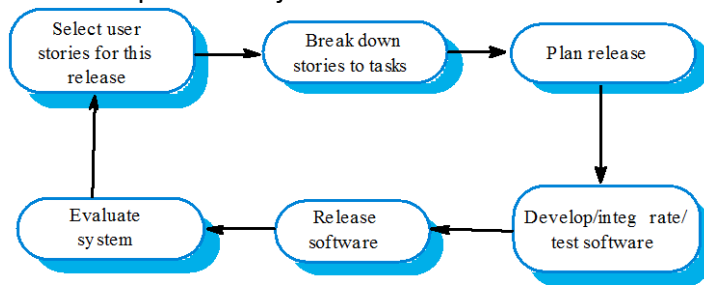 Select user
stories for this
release
Break down
stories to tasks
Plan release
Evaluate
system
Release
software
Develop/integ rate/
test software